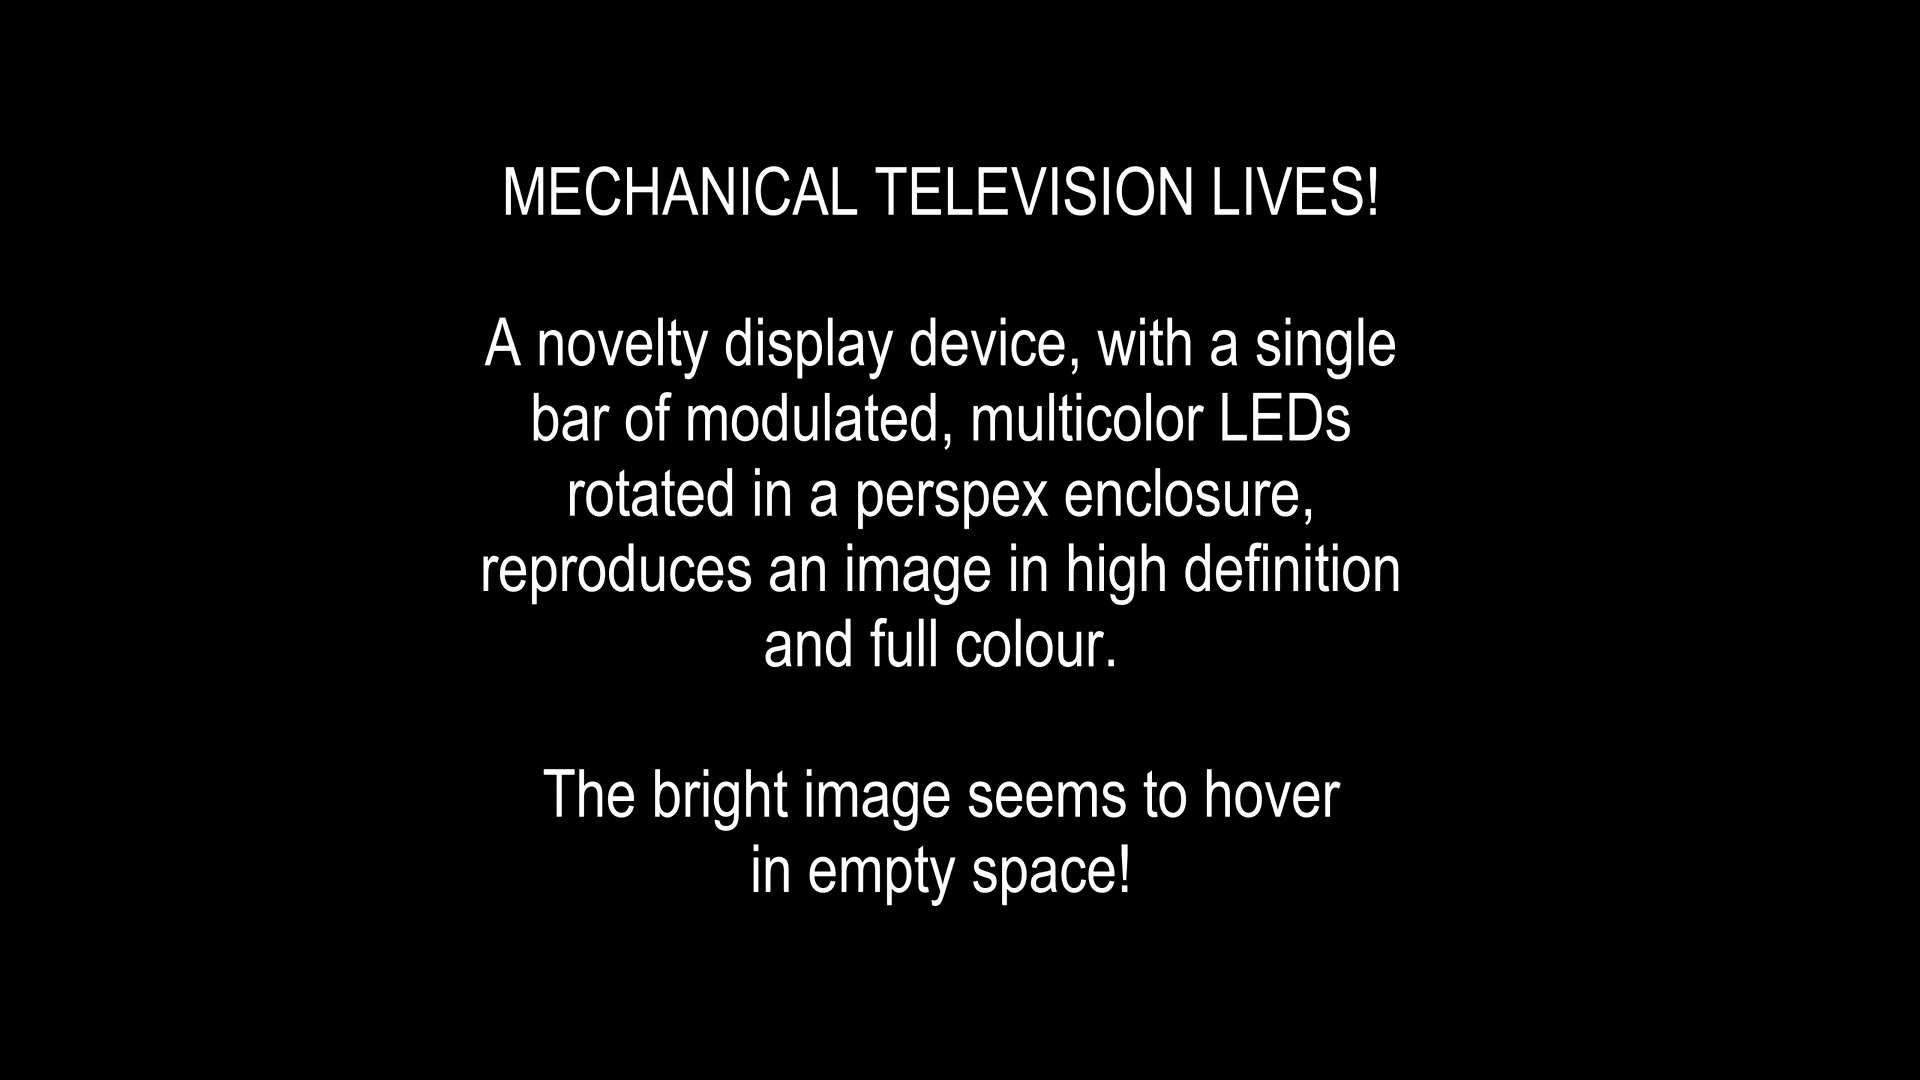 MECHANICAL TELEVISION LIVES!
A novelty display device, with a single
bar of modulated, multicolor LEDs
rotated in a perspex enclosure,
reproduces an image in high definition
and full colour.
The bright image seems to hover
in empty space!